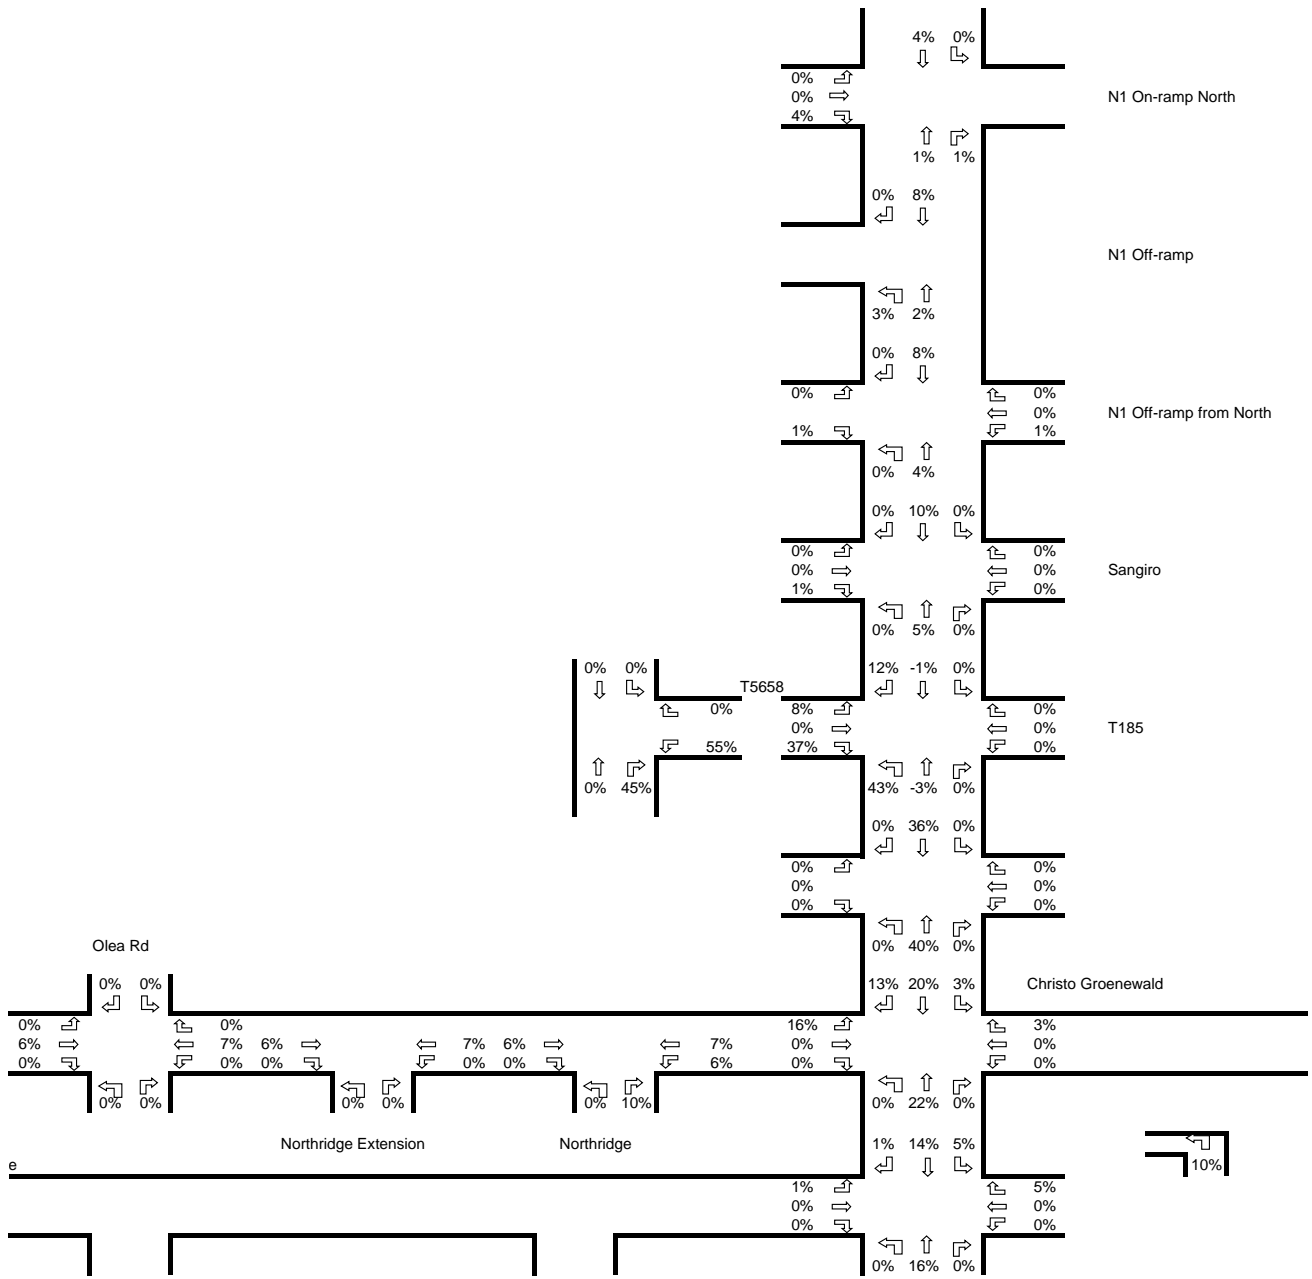 4% 0%
0%
0% N1 On-ramp North
4%
1% 1%
0% 8%
N1 Off-ramp
3% 2%
0% 8%
0% 0%
0% N1 Off-ramp from North
1% 1%
0% 4%
0% 10% 0%
0% 0%
0% 0% Sangiro
1% 0%
0% 5% 0%
0% 0% 12% -1% 0%
T5658
0% 8% 0%
0% 0% T185
55% 37% 0%
0% 45% 43% -3% 0%
0% 36% 0%
0% 0%
0% 0%
0% 0%
Olea Rd 0% 40% 0%
0% 0% 13% 20% 3% Christo Groenewald
0% 0% 16% 3%
6% 7% 6% 7% 6% 7% 0% 0%
0% 0% 0% 0% 0% 6% 0% 0%
0% 0% 0% 0% 0% 10% 0% 22% 0%
Northridge Extension Northridge 1% 14% 5%
e 10%
1% 5%
0% 0%
0% 0%
0% 16% 0%